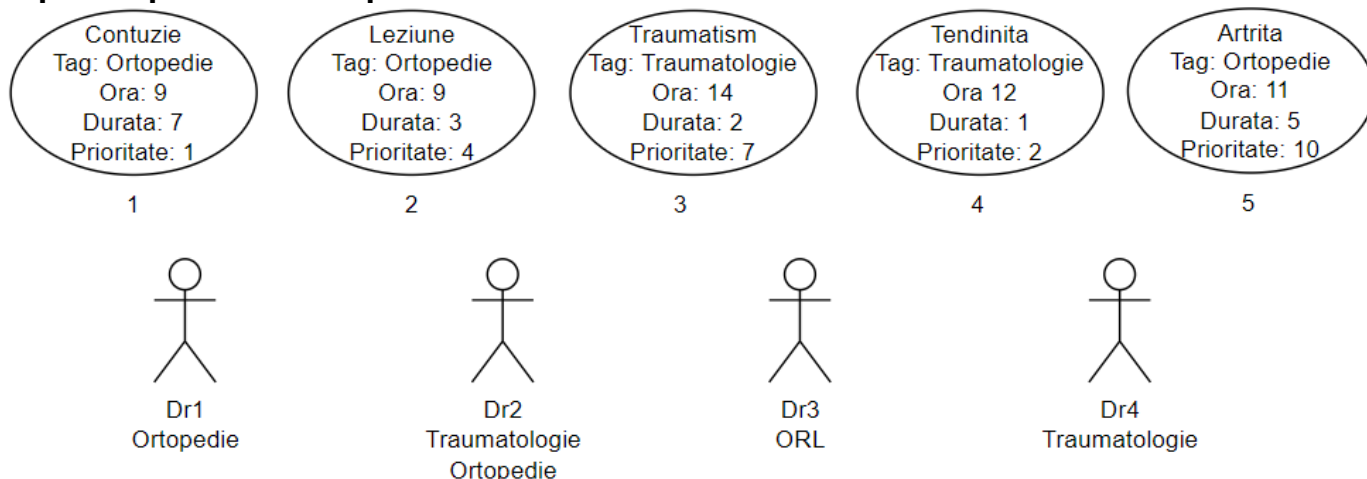 Contuzie
Tag: Ortopedie
Ora: 9
Durata: 7
Prioritate: 1
1
Leziune
Tag: Ortopedie
Ora: 9
Durata: 3
Prioritate: 4
2
Traumatism
Tag: Traumatologie
Ora: 14
Durata: 2
Prioritate: 7
3
Tendinita
Tag: Traumatologie
Ora 12
Durata: 1
Prioritate: 2
4
Artrita
Tag: Ortopedie
Ora: 11
Durata: 5
Prioritate: 10
5
Dr1
Ortopedie
Dr2
Traumatologie
Ortopedie
Dr3
ORL
Dr4
Traumatologie